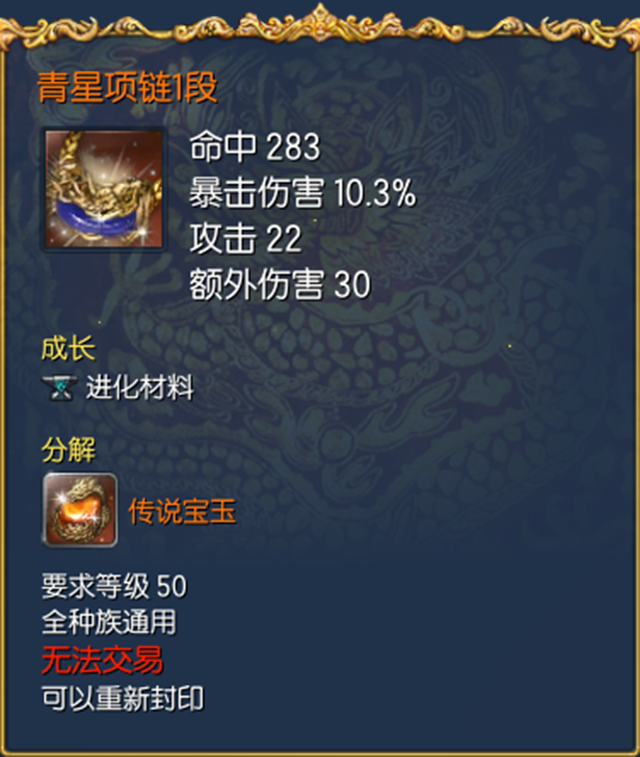 青星项链1段
命中 283
暴击伤害 10.3%
攻击 22
额外伤害 30
成长
进化材料
分解
传说宝玉
要求等级 50
全种族通用
无法交易
可以重新封印